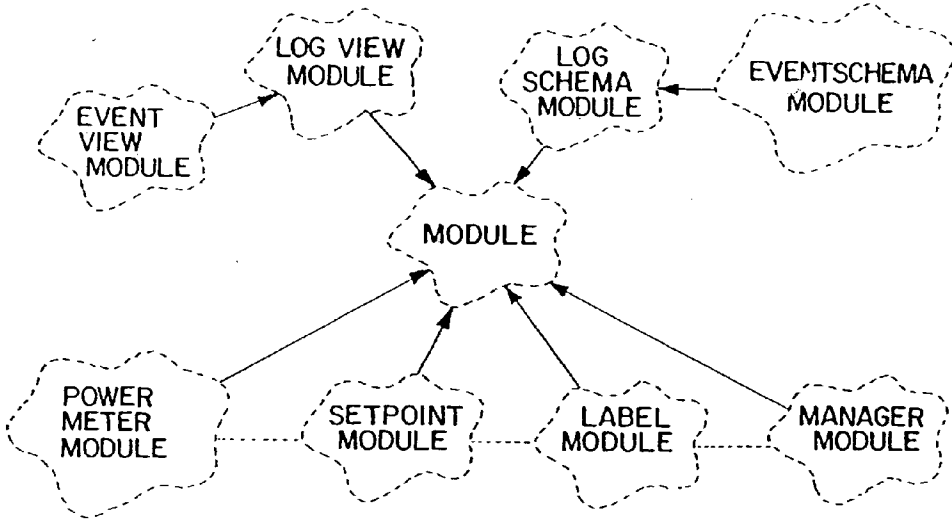 LOG VIEW
MODULE
LOG
SCHEMA
MODULE
EVENTSCHEMA
MODULE
EVENT
VIEW
MODULE
MODULE
POWER
METER
MODULE
SETPOINT
MODULE
LABEL
MODULE
MANAGER
MODULE